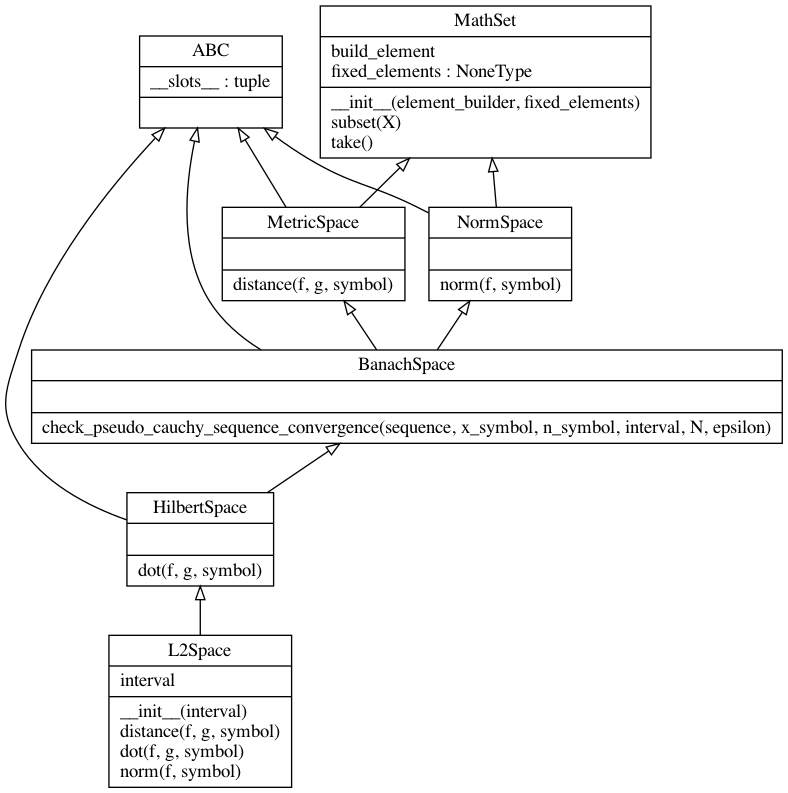 ABC
__slots__ : tuple
MathSet
build_element
fixed_elements : NoneType
__init__(element_builder, fixed_elements)
subset(X)
take()
MetricSpace
distance(f, g, symbol)
NormSpace
norm(f, symbol)
BanachSpace
check_pseudo_cauchy_sequence_convergence(sequence, x_symbol, n_symbol, interval, N, epsilon)
HilbertSpace
dot(f, g, symbol)
L2Space
interval
__init__(interval)
distance(f, g, symbol)
dot(f, g, symbol)
norm(f, symbol)